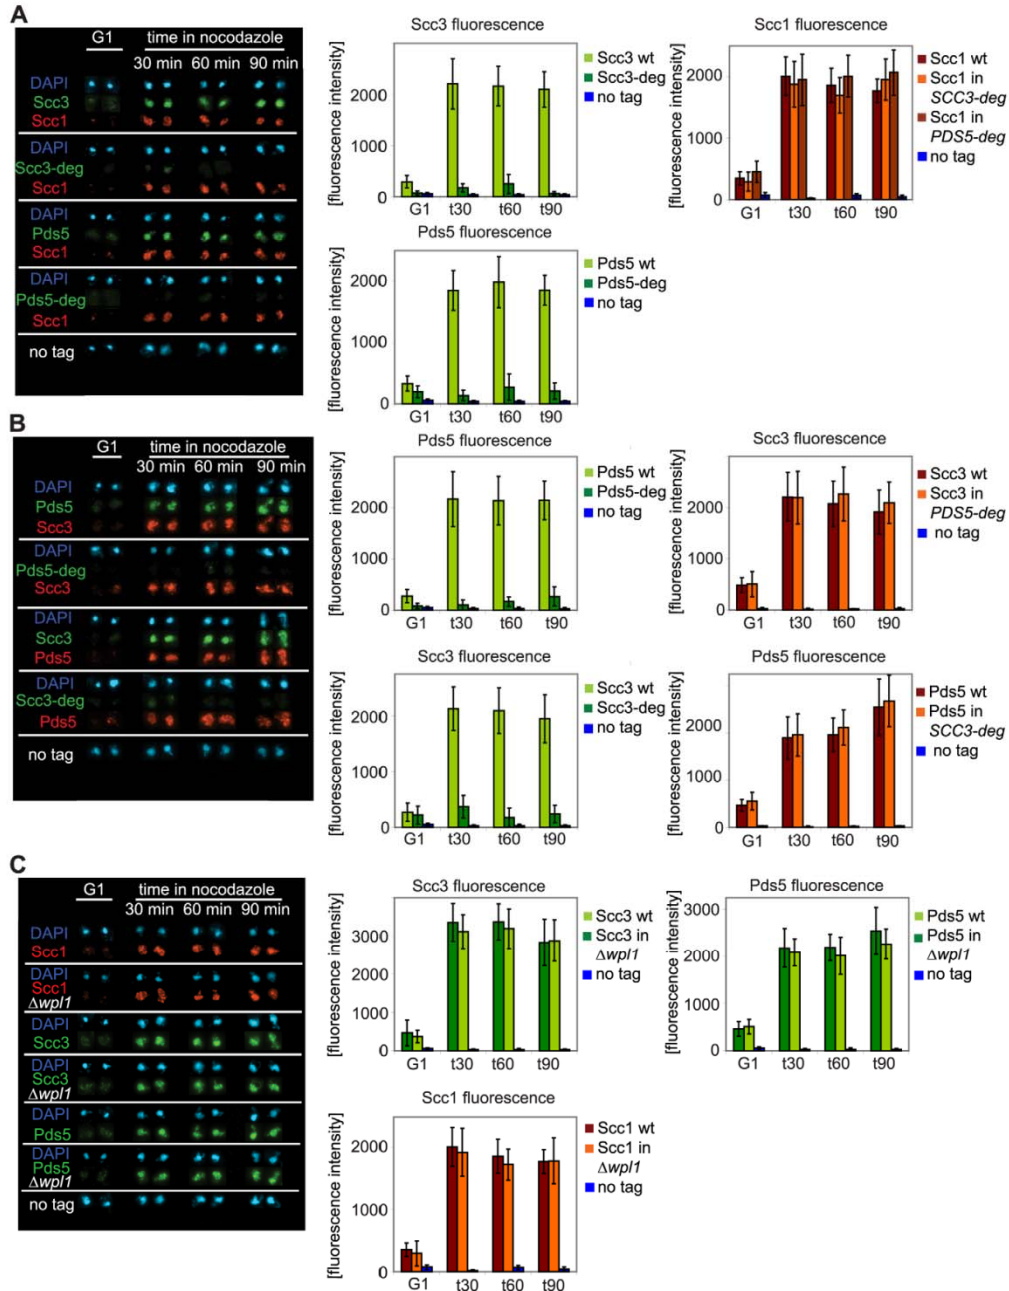 A
G1 time in nocodazole
30 min 60 min 90 min
DAPI
Scc3
Scc1
DAPI
Scc3-deg
Scc1
DAPI
Pds5
Scc1
DAPI
Pds5-deg
Scc1
no tag
Scc3 fluorescence
[fluorescence intensity]
2000
1000
0
G1 t30 t60 t90
Scc3 wt
Scc3-deg
no tag
Scc1 fluorescence
[fluorescence intensity]
2000
1000
0
G1 t30 t60 t90
Scc1 wt
Scc1 in
SCC3-deg
Scc1 in
PDS5-deg
no tag
Pds5 fluorescence
[fluorescence intensity]
2000
1000
0
G1 t30 t60 t90
Pds5 wt
Pds5-deg
no tag
B
G1 time in nocodazole
30 min 60 min 90 min
DAPI
Pds5
Scc3
DAPI
Pds5-deg
Scc3
DAPI
Scc3
Pds5
DAPI
Scc3-deg
Pds5
no tag
Pds5 fluorescence
[fluorescence intensity]
2000
1000
0
G1 t30 t60 t90
Pds5 wt
Pds5-deg
no tag
Scc3 fluorescence
[fluorescence intensity]
2000
1000
0
G1 t30 t60 t90
Scc3 wt
Scc3 in
PDS5-deg
no tag
Scc3 fluorescence
[fluorescence intensity]
2000
1000
0
G1 t30 t60 t90
Scc3 wt
Scc3-deg
no tag
Pds5 fluorescence
[fluorescence intensity]
2000
1000
0
G1 t30 t60 t90
Pds5 wt
Pds5 in
SCC3-deg
no tag
C
G1 time in nocodazole
30 min 60 min 90 min
DAPI
Scc1
DAPI
Scc1
Δwpl1
DAPI
Scc3
DAPI
Scc3
Δwpl1
DAPI
Pds5
DAPI
Pds5
Δwpl1
no tag
Scc3 fluorescence
[fluorescence intensity]
3000
2000
1000
0
G1 t30 t60 t90
Scc3 wt
Scc3 in
Δwpl1
no tag
Pds5 fluorescence
[fluorescence intensity]
3000
2000
1000
0
G1 t30 t60 t90
Pds5 wt
Pds5 in
Δwpl1
no tag
Scc1 fluorescence
[fluorescence intensity]
2000
1000
0
G1 t30 t60 t90
Scc1 wt
Scc1 in
Δwpl1
no tag